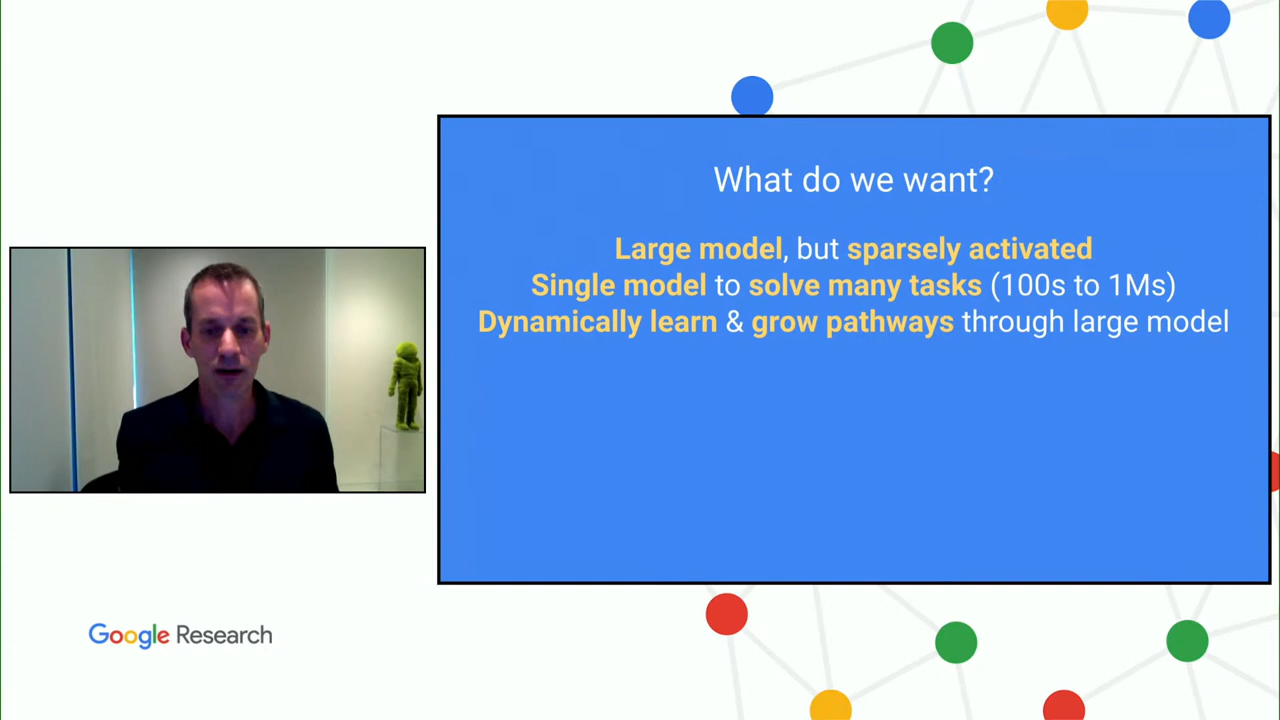 What do we want?
Large model, but sparsely activated
Single model to solve many tasks (100s to 1Ms)
Dynamically learn & grow pathways through large model
Google Research